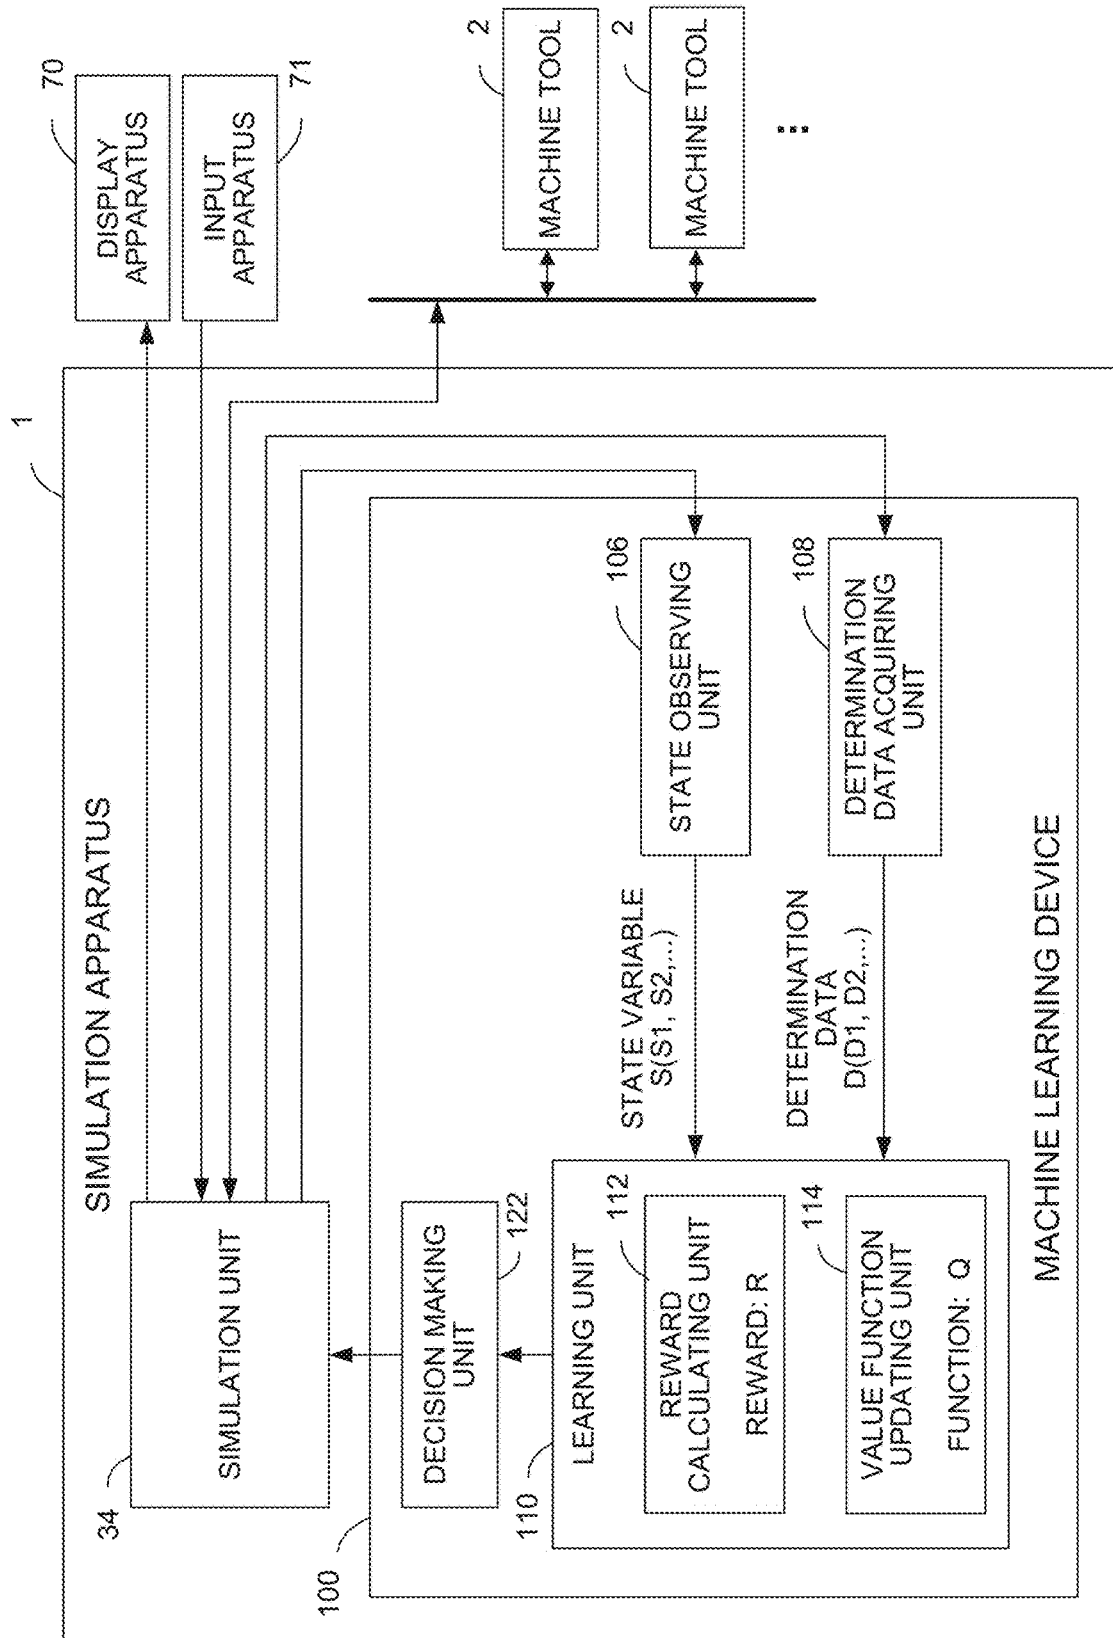 1
SIMULATION APPARATUS
70
DISPLAY
APPARATUS
71
INPUT
APPARATUS
34
SIMULATION UNIT
2
MACHINE TOOL
2
MACHINE TOOL
...
100
DECISION MAKING
UNIT
122
110
LEARNING UNIT
112
REWARD
CALCULATING UNIT
REWARD: R
114
VALUE FUNCTION
UPDATING UNIT
FUNCTION: Q
STATE VARIABLE
S(S1, S2,...)
106
STATE OBSERVING
UNIT
DETERMINATION
DATA
D(D1, D2,...)
108
DETERMINATION
DATA ACQUIRING
UNIT
MACHINE LEARNING DEVICE